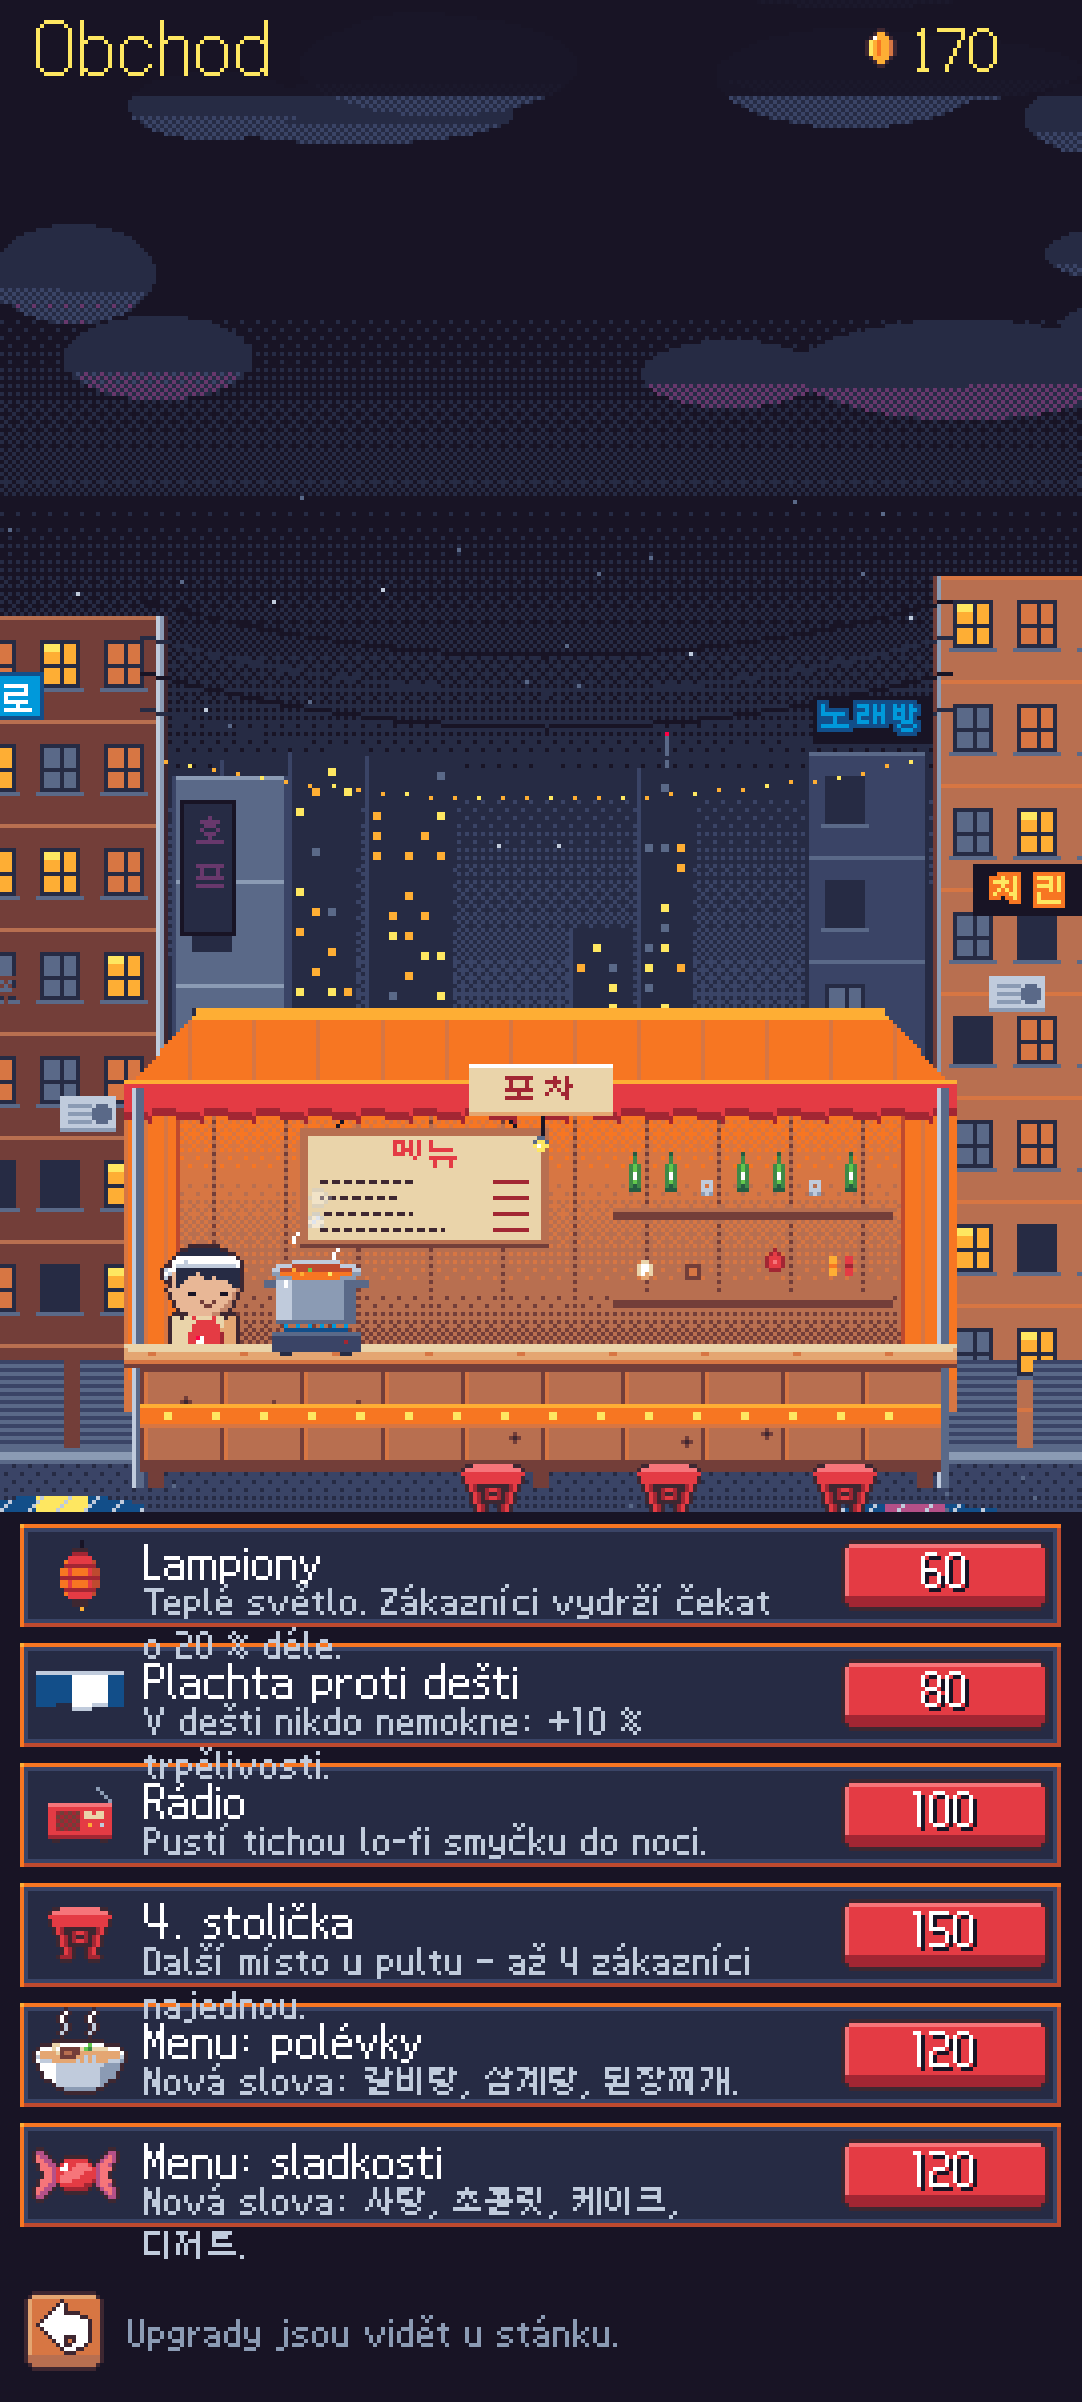 Obchod
170
로
노래방
호프
치킨
포차
메뉴
Lampiony
60
Teplé světlo. Zákazníci vydrží čekat
o 20 % déle.
Plachta proti dešti
80
V dešti nikdo nemokne: +10 %
trpělivosti.
Rádio
100
Pustí tichou lo-fi smyčku do noci.
4. stolička
150
Další místo u pultu - až 4 zákazníci
najednou.
Menu: polévky
120
Nová slova: 갈비탕, 삼계탕, 된장찌개.
Menu: sladkosti
120
Nová slova: 사탕, 초콜릿, 케이크,
디저트.
Upgrady jsou vidět u stánku.